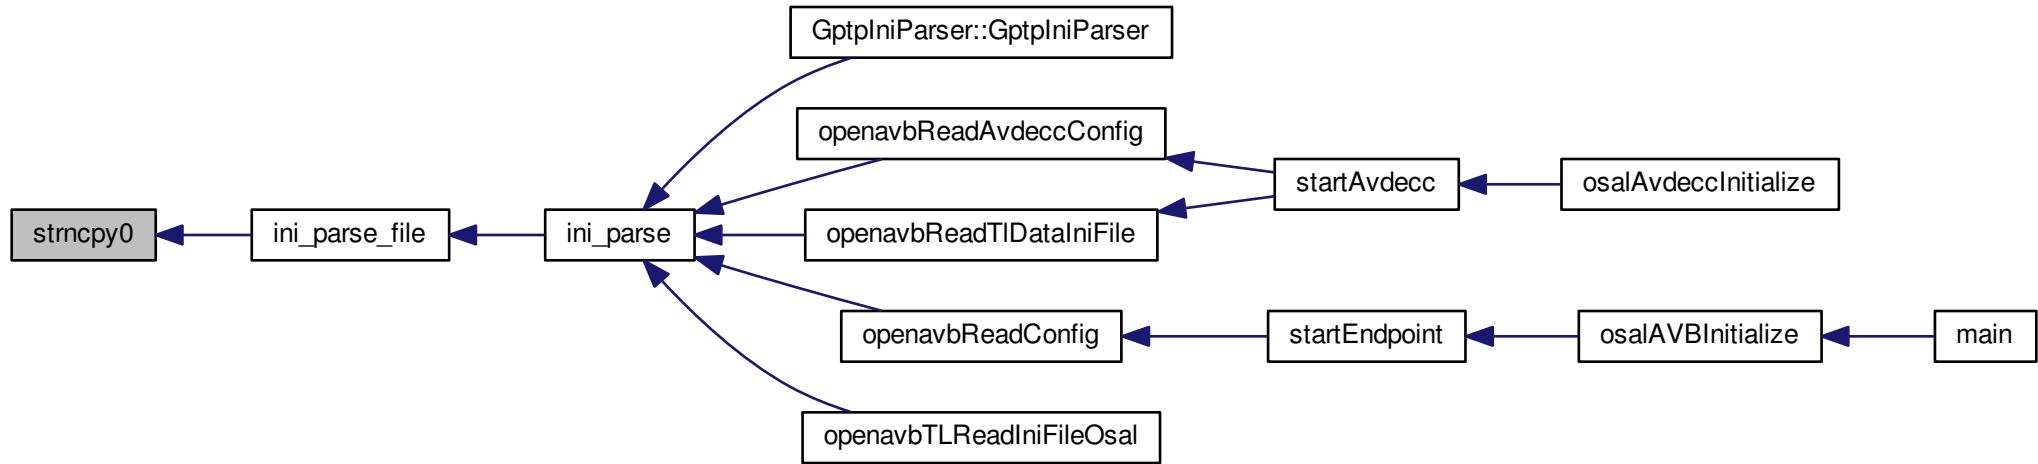 GptpIniParser::GptpIniParser
openavbReadAvdeccConfig
startAvdecc
osalAvdeccInitialize
strncpy0
ini_parse_file
ini_parse
openavbReadTlDataIniFile
openavbReadConfig
startEndpoint
osalAVBInitialize
main
openavbTLReadIniFileOsal